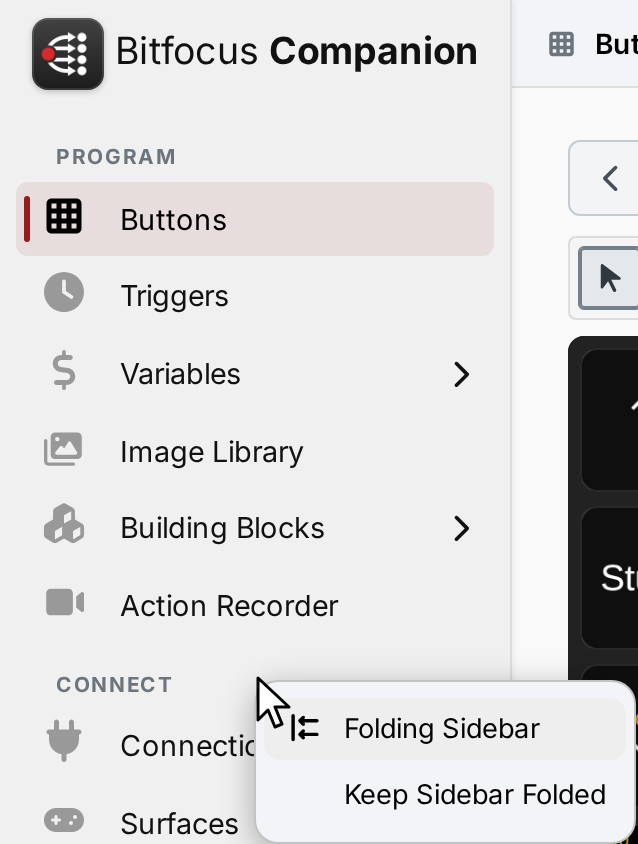 Bitfocus Companion
PROGRAM
Buttons
Triggers
Variables
Image Library
Building Blocks
Action Recorder
CONNECT
Surfaces
Folding Sidebar
Keep Sidebar Folded